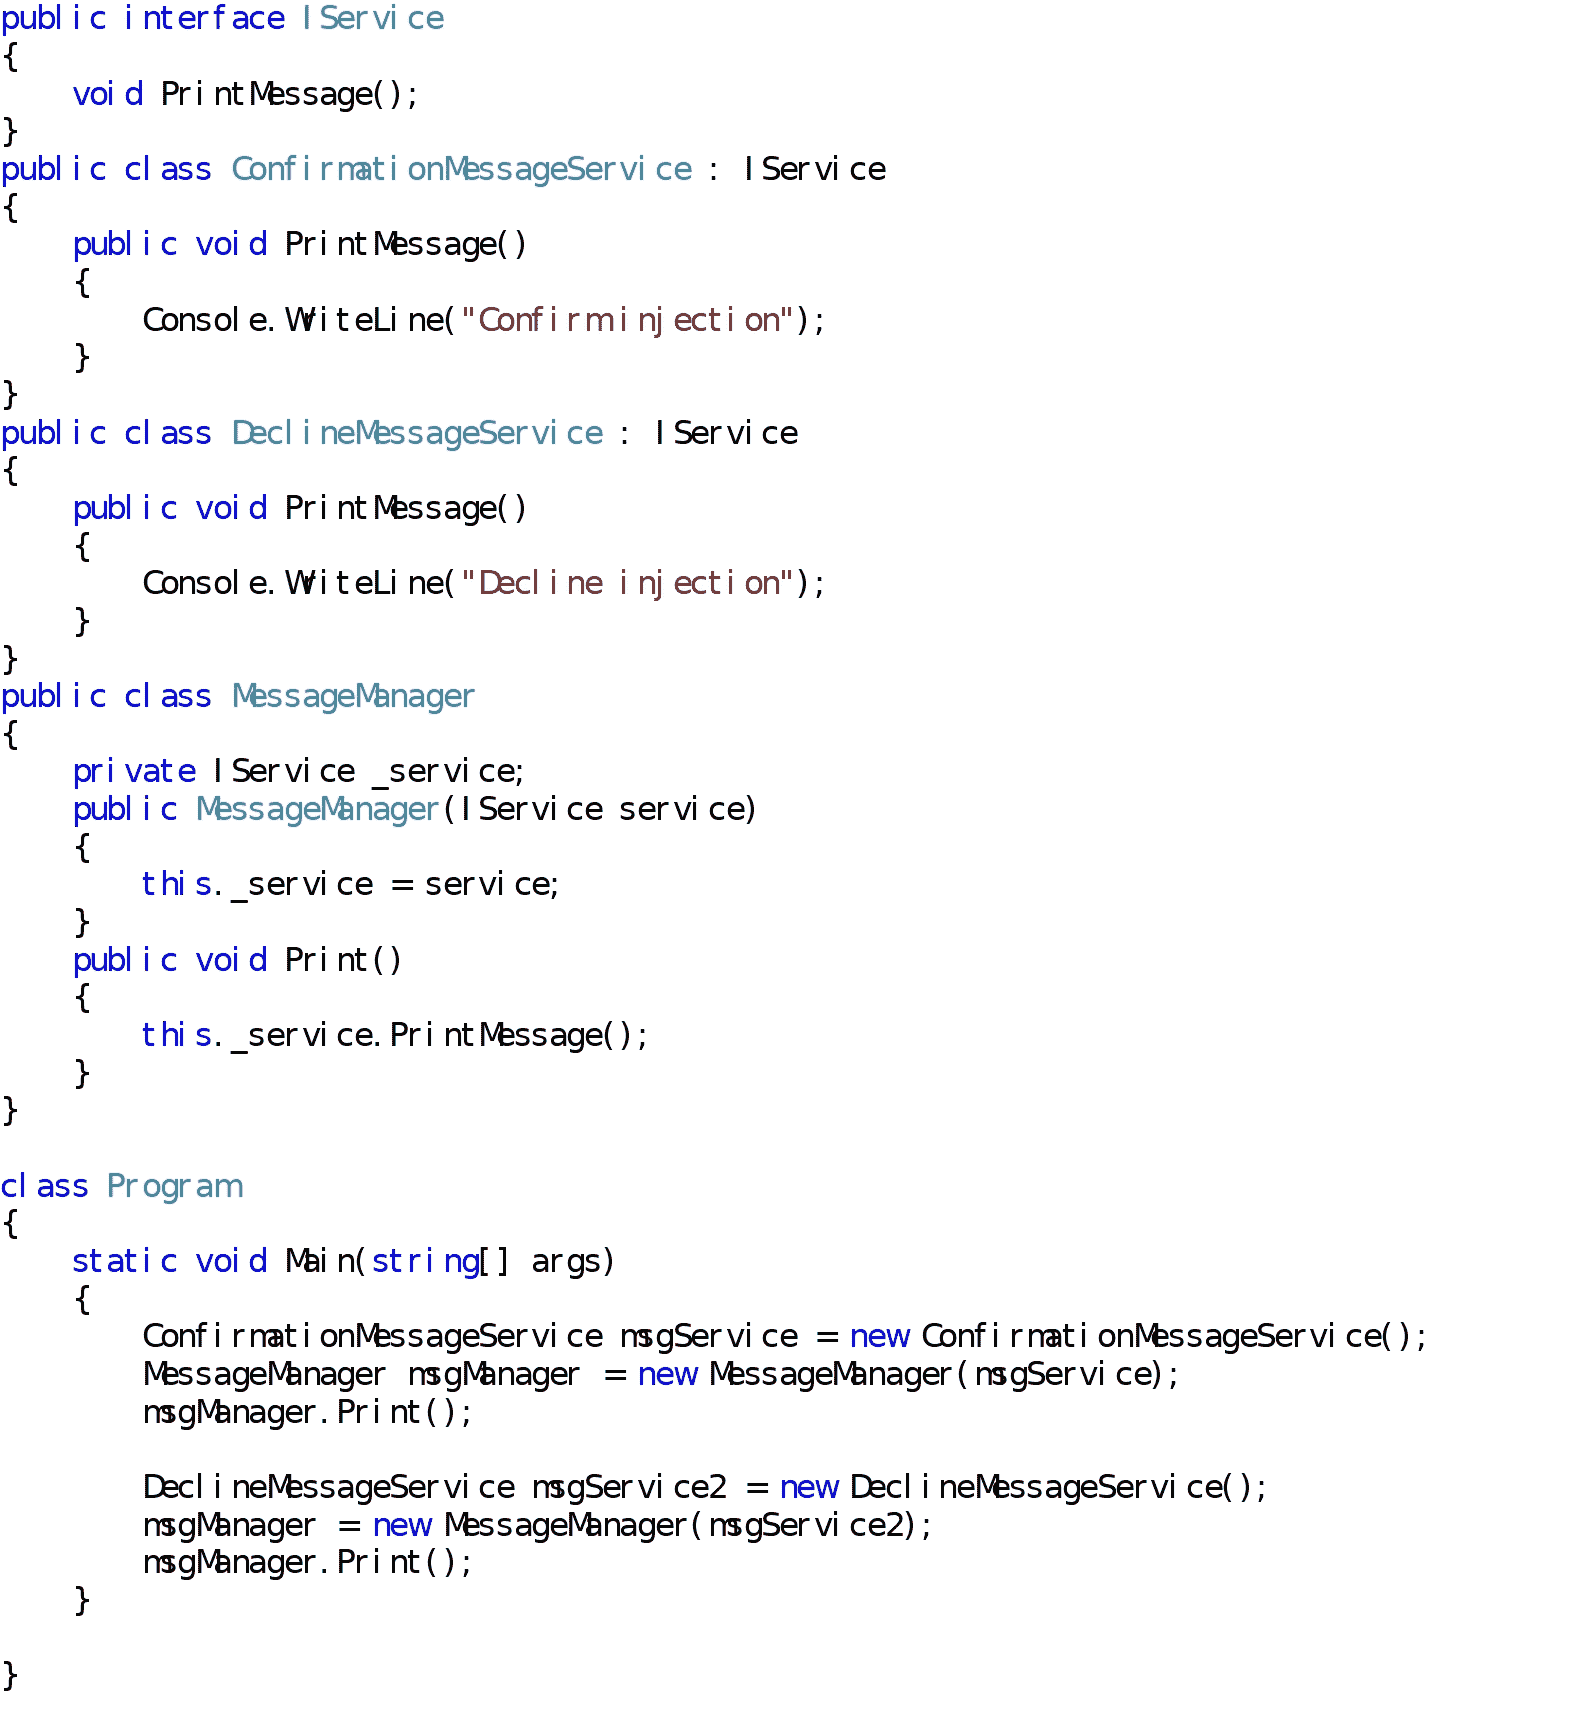 public interface IService
{
    void PrintMessage();
}
public class ConfirmationMessageService : IService
{
    public void PrintMessage()
    {
        Console.WriteLine("Confirm injection");
    }
}
public class DeclineMessageService : IService
{
    public void PrintMessage()
    {
        Console.WriteLine("Decline injection");
    }
}
public class MessageManager
{
    private IService _service;
    public MessageManager(IService service)
    {
        this._service = service;
    }
    public void Print()
    {
        this._service.PrintMessage();
    }
}

class Program
{
    static void Main(string[] args)
    {
        ConfirmationMessageService msgService = new ConfirmationMessageService();
        MessageManager msgManager = new MessageManager(msgService);
        msgManager.Print();

        DeclineMessageService msgService2 = new DeclineMessageService();
        msgManager = new MessageManager(msgService2);
        msgManager.Print();
    }

}